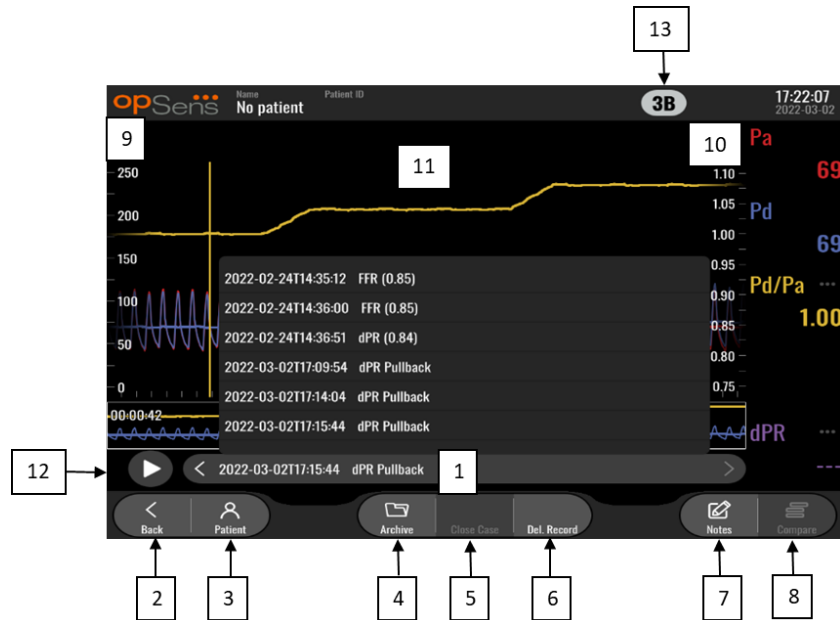 13
opSens
Name
Patient ID
No patient
3B
17:22:07
2022-03-02
9
11
10
Pa
69
Pd
69
Pd/Pa ---
1.00
dPR ---
---
250
200
150
100
50
0
1.10
1.05
1.00
0.95
0.90
0.85
0.80
0.75
2022-02-24T14:35:12 FFR (0.85)
2022-02-24T14:36:00 FFR (0.85)
2022-02-24T14:36:51 dPR (0.84)
2022-03-02T17:09:54 dPR Pullback
2022-03-02T17:14:04 dPR Pullback
2022-03-02T17:15:44 dPR Pullback
00:00:42
12
2022-03-02T17:15:44 dPR Pullback
1
Back
Patient
Archive
Close Case
Del. Record
Notes
Compare
2
3
4
5
6
7
8